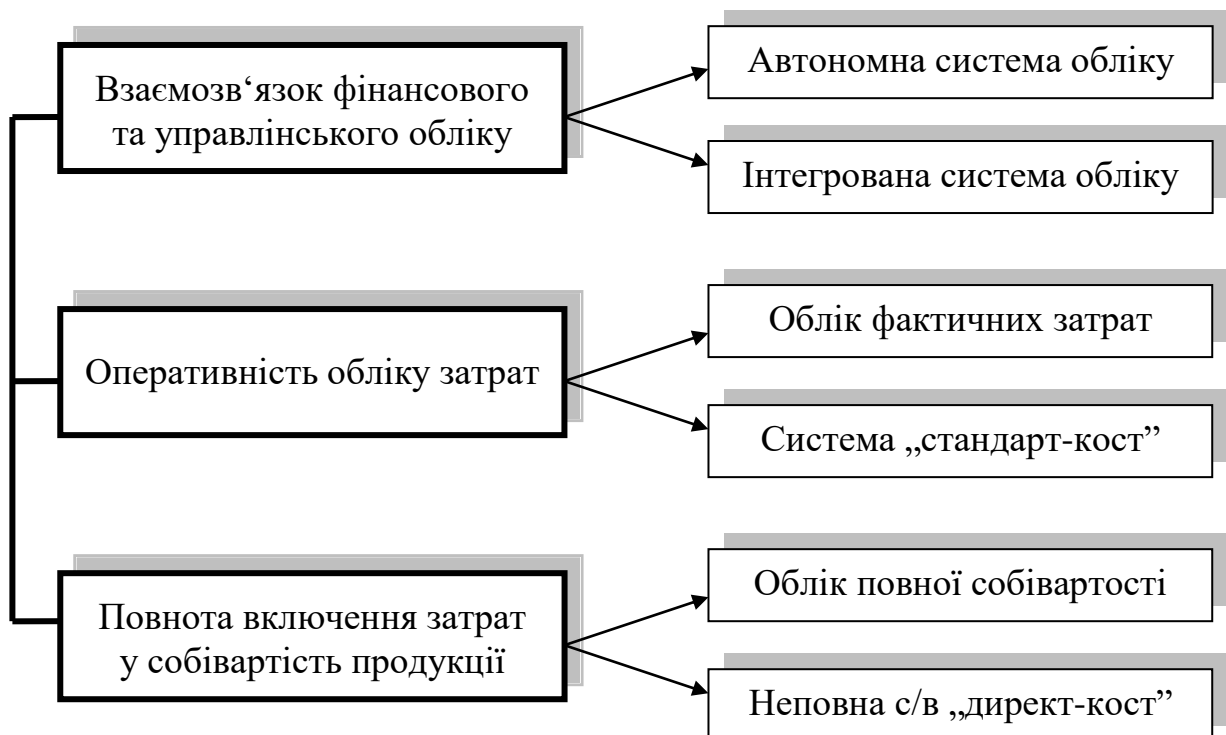 Взаємозв‘язок фінансового
та управлінського обліку
Автономна система обліку
Інтегрована система обліку
Оперативність обліку затрат
Облік фактичних затрат
Система „стандарт-кост”
Повнота включення затрат
у собівартість продукції
Облік повної собівартості
Неповна с/в „директ-кост”